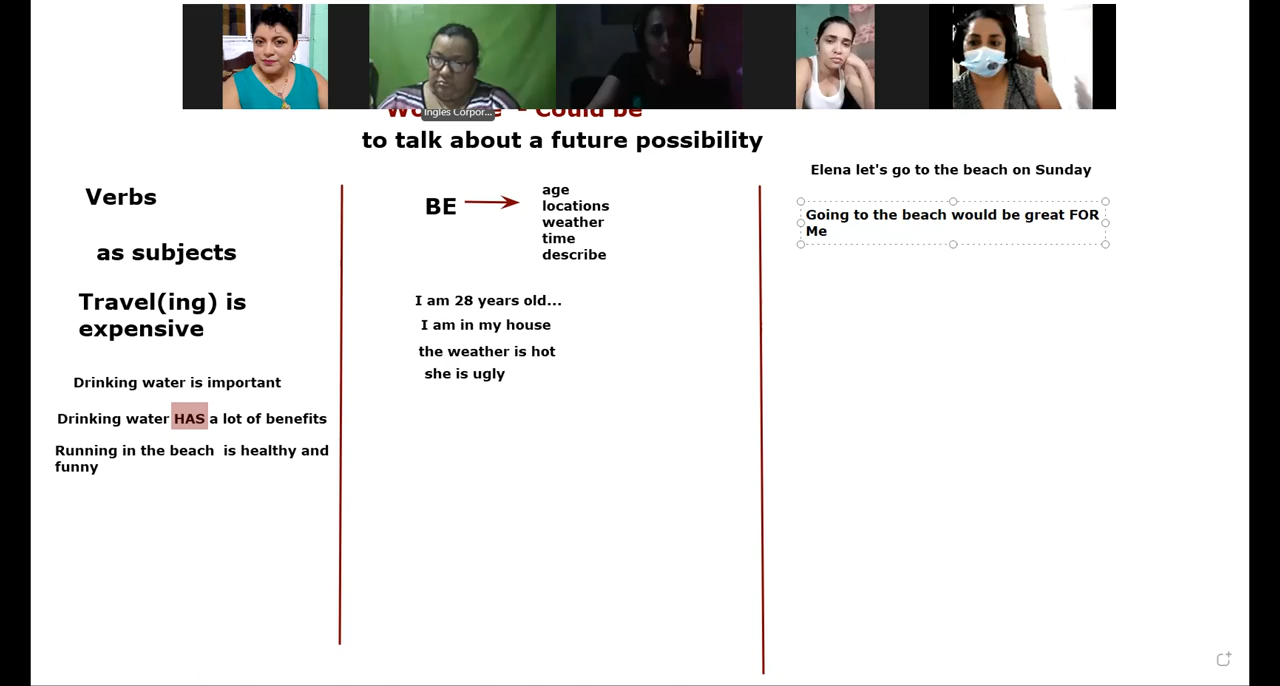 Ingles Corpor...
Could be
to talk about a future possibility
Verbs
as subjects
Travel(ing) is
expensive
Drinking water is important
Drinking water HAS a lot of benefits
Running in the beach is healthy and
funny
BE
age
locations
weather
time
describe
I am 28 years old...
I am in my house
the weather is hot
she is ugly
Elena let's go to the beach on Sunday
Going to the beach would be great FOR
Me